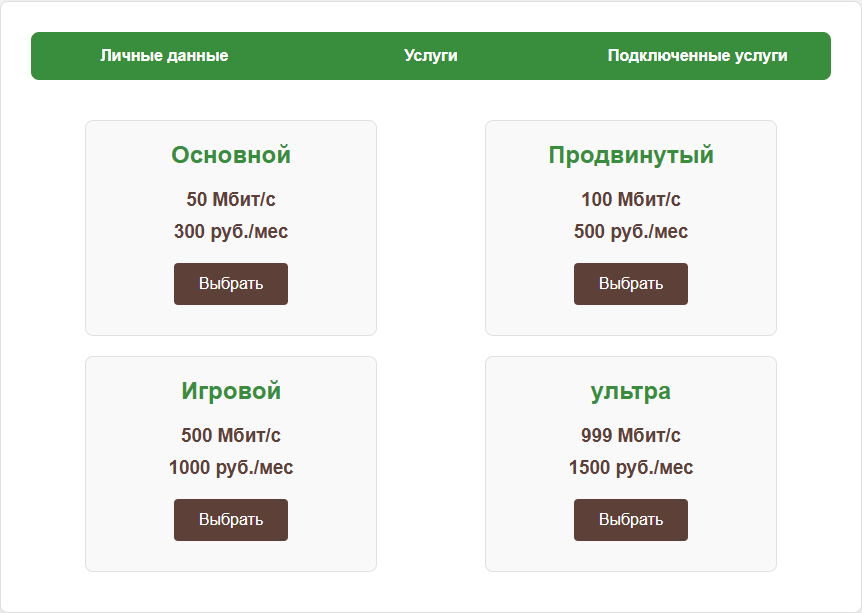 Личные данные
Услуги
Подключенные услуги
Основной
50 Мбит/с
300 руб./мес
Выбрать
Продвинутый
100 Мбит/с
500 руб./мес
Выбрать
Игровой
500 Мбит/с
1000 руб./мес
Выбрать
ультра
999 Мбит/с
1500 руб./мес
Выбрать